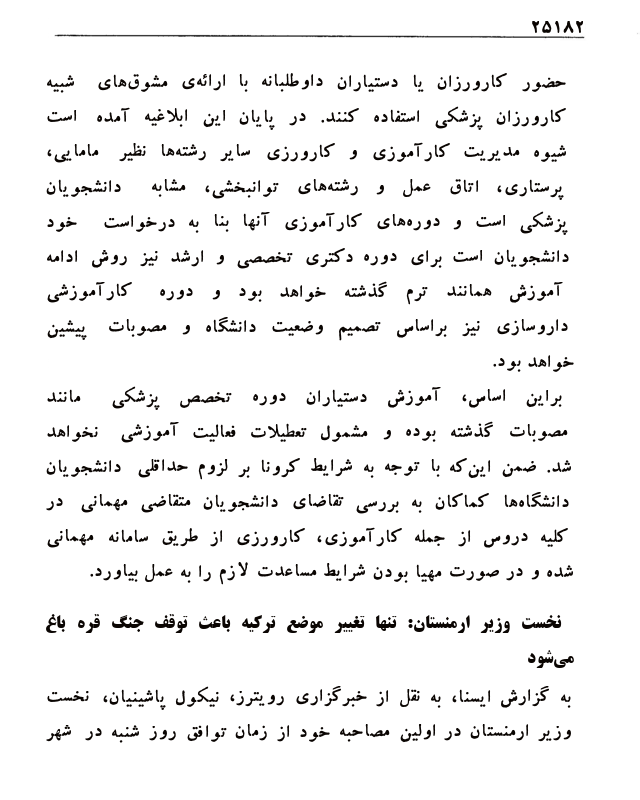 ۲۵۱۸۲
حضور کارورزان یا دستیاران داوطلبانه با ارائه‌ی مشوق‌های شبیه
کارورزان پزشکی استفاده کنند. در پایان این ابلاغیه آمده است
شیوه مدیریت کارآموزی و کارورزی سایر رشته‌ها نظیر مامایی،
پرستاری، اتاق عمل و رشته‌های توانبخشی، مشابه دانشجویان
پزشکی است و دوره‌های کارآموزی آنها بنا به درخواست خود
دانشجویان است برای دوره دکتری تخصصی و ارشد نیز روش ادامه
آموزش همانند ترم گذشته خواهد بود و دوره کارآموزشی
داروسازی نیز براساس تصمیم وضعیت دانشگاه و مصوبات پیشین
خواهد بود.
براین اساس، آموزش دستیاران دوره تخصص پزشکی مانند
مصوبات گذشته بوده و مشمول تعطیلات فعالیت آموزشی نخواهد
شد. ضمن این‌که با توجه به شرایط کرونا بر لزوم حداقلی دانشجویان
دانشگاه‌ها کماکان به بررسی تقاضای دانشجویان متقاضی مهمانی در
کلیه دروس از جمله کارآموزی، کارورزی از طریق سامانه مهمانی
شده و در صورت مهیا بودن شرایط مساعدت لازم را به عمل بیاورد.
نخست وزیر ارمنستان: تنها تغییر موضع ترکیه باعث توقف جنگ قره باغ
می‌شود
به گزارش ایسنا، به نقل از خبرگزاری رویترز، نیکول پاشینیان، نخست
وزیر ارمنستان در اولین مصاحبه خود از زمان توافق روز شنبه در شهر